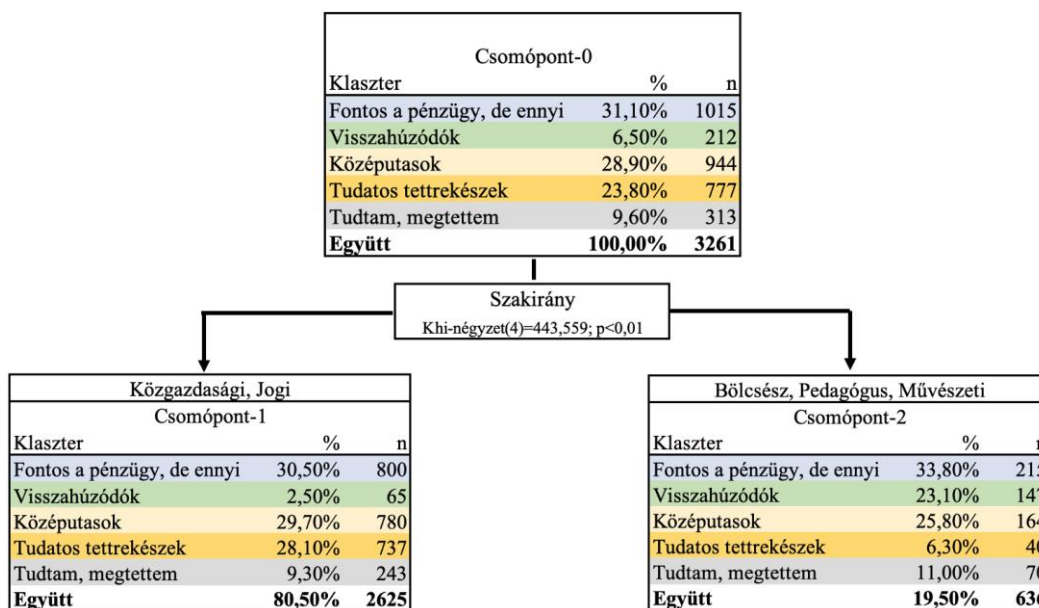 Csomópont-0
Klaszter % n
Fontos a pénzügy, de ennyi 31,10% 1015
Visszahúzódók 6,50% 212
Középutasok 28,90% 944
Tudatos tettrekészek 23,80% 777
Tudtam, megtettem 9,60% 313
Együtt 100,00% 3261
Szakirány
Khi-négyzet(4)=443,559; p<0,01
Közgazdasági, Jogi
Csomópont-1
Klaszter % n
Fontos a pénzügy, de ennyi 30,50% 800
Visszahúzódók 2,50% 65
Középutasok 29,70% 780
Tudatos tettrekészek 28,10% 737
Tudtam, megtettem 9,30% 243
Együtt 80,50% 2625
Bölcsész, Pedagógus, Művészeti
Csomópont-2
Klaszter %
Fontos a pénzügy, de ennyi 33,80%
Visszahúzódók 23,10%
Középutasok 25,80%
Tudatos tettrekészek 6,30%
Tudtam, megtettem 11,00%
Együtt 19,50%